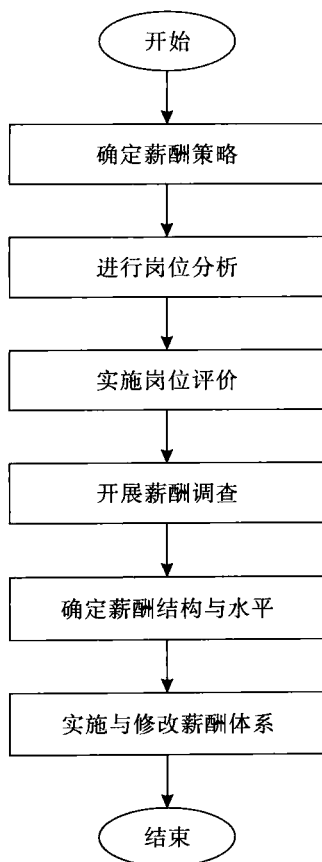 开始
确定薪酬策略
进行岗位分析
实施岗位评价
开展薪酬调查
确定薪酬结构与水平
实施与修改薪酬体系
结束